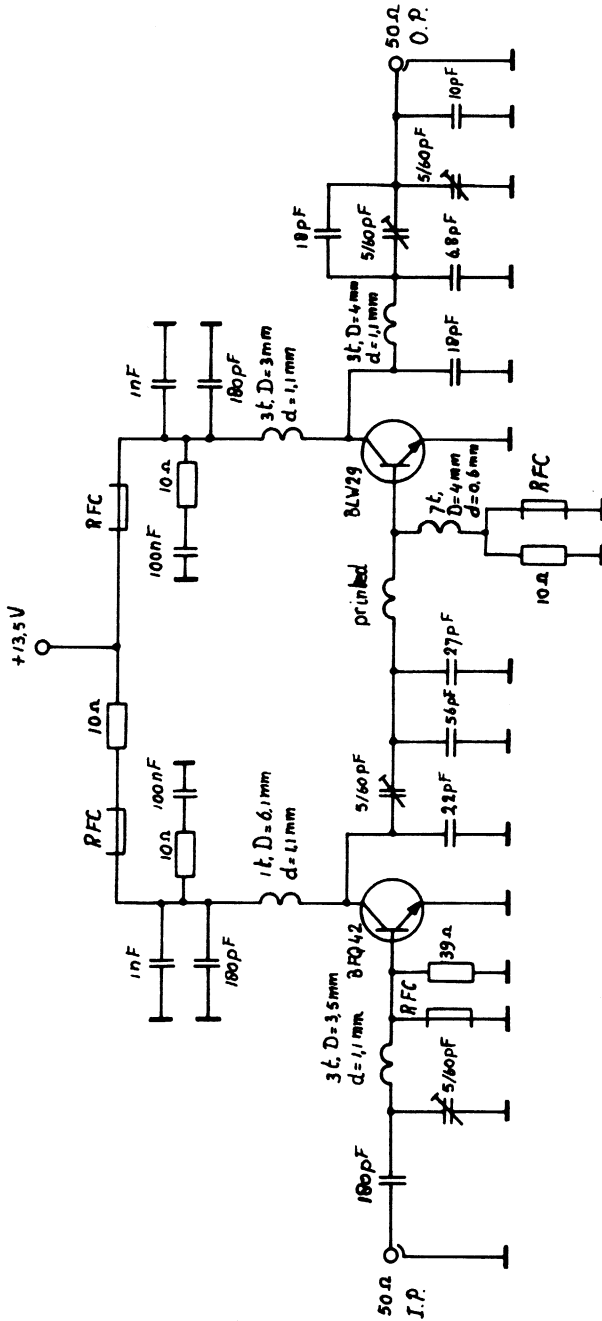 +13,5V
RFC
10Ω
RFC
1nF
180pF
10Ω
100nF
100nF
10Ω
1nF
180pF
1t, D=6,1mm
d=1,1mm
3t, D=3mm
d=1,1mm
50Ω
I.P.
180pF
5/60pF
3t, D=3,5mm
d=1,1mm
RFC
39Ω
BFQ42
22pF
5/60pF
56pF
27pF
printed
7t,
D=4mm
d=0,6mm
10Ω
RFC
BLW29
18pF
3t, D=4mm
d=1,1mm
6,8pF
18pF
5/60pF
5/60pF
10pF
50Ω
O.P.